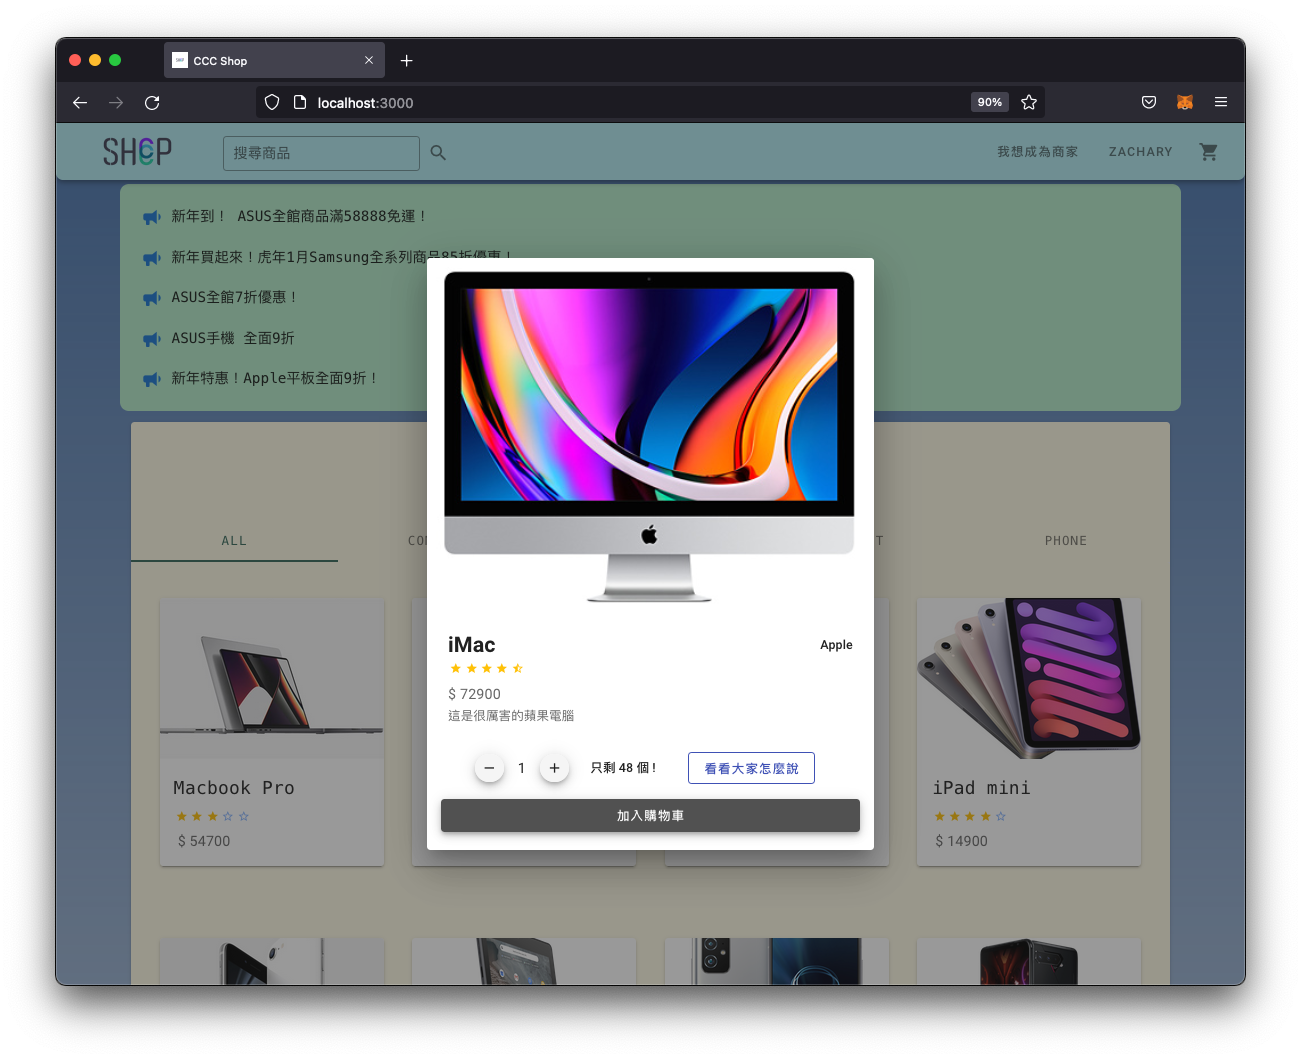 CCC Shop
localhost:3000
90%
SHCP
搜尋商品
我想成為商家
ZACHARY
新年到！ ASUS全館商品滿58888免運！
新年買起來！虎年1月Samsung全系列商品85折優惠！
ASUS全館7折優惠！
ASUS手機 全面9折
新年特惠！Apple平板全面9折！
ALL
PHONE
iMac
Apple
$ 72900
這是很厲害的蘋果電腦
1
只剩 48 個！
看看大家怎麼說
加入購物車
Macbook Pro
$ 54700
iPad mini
$ 14900